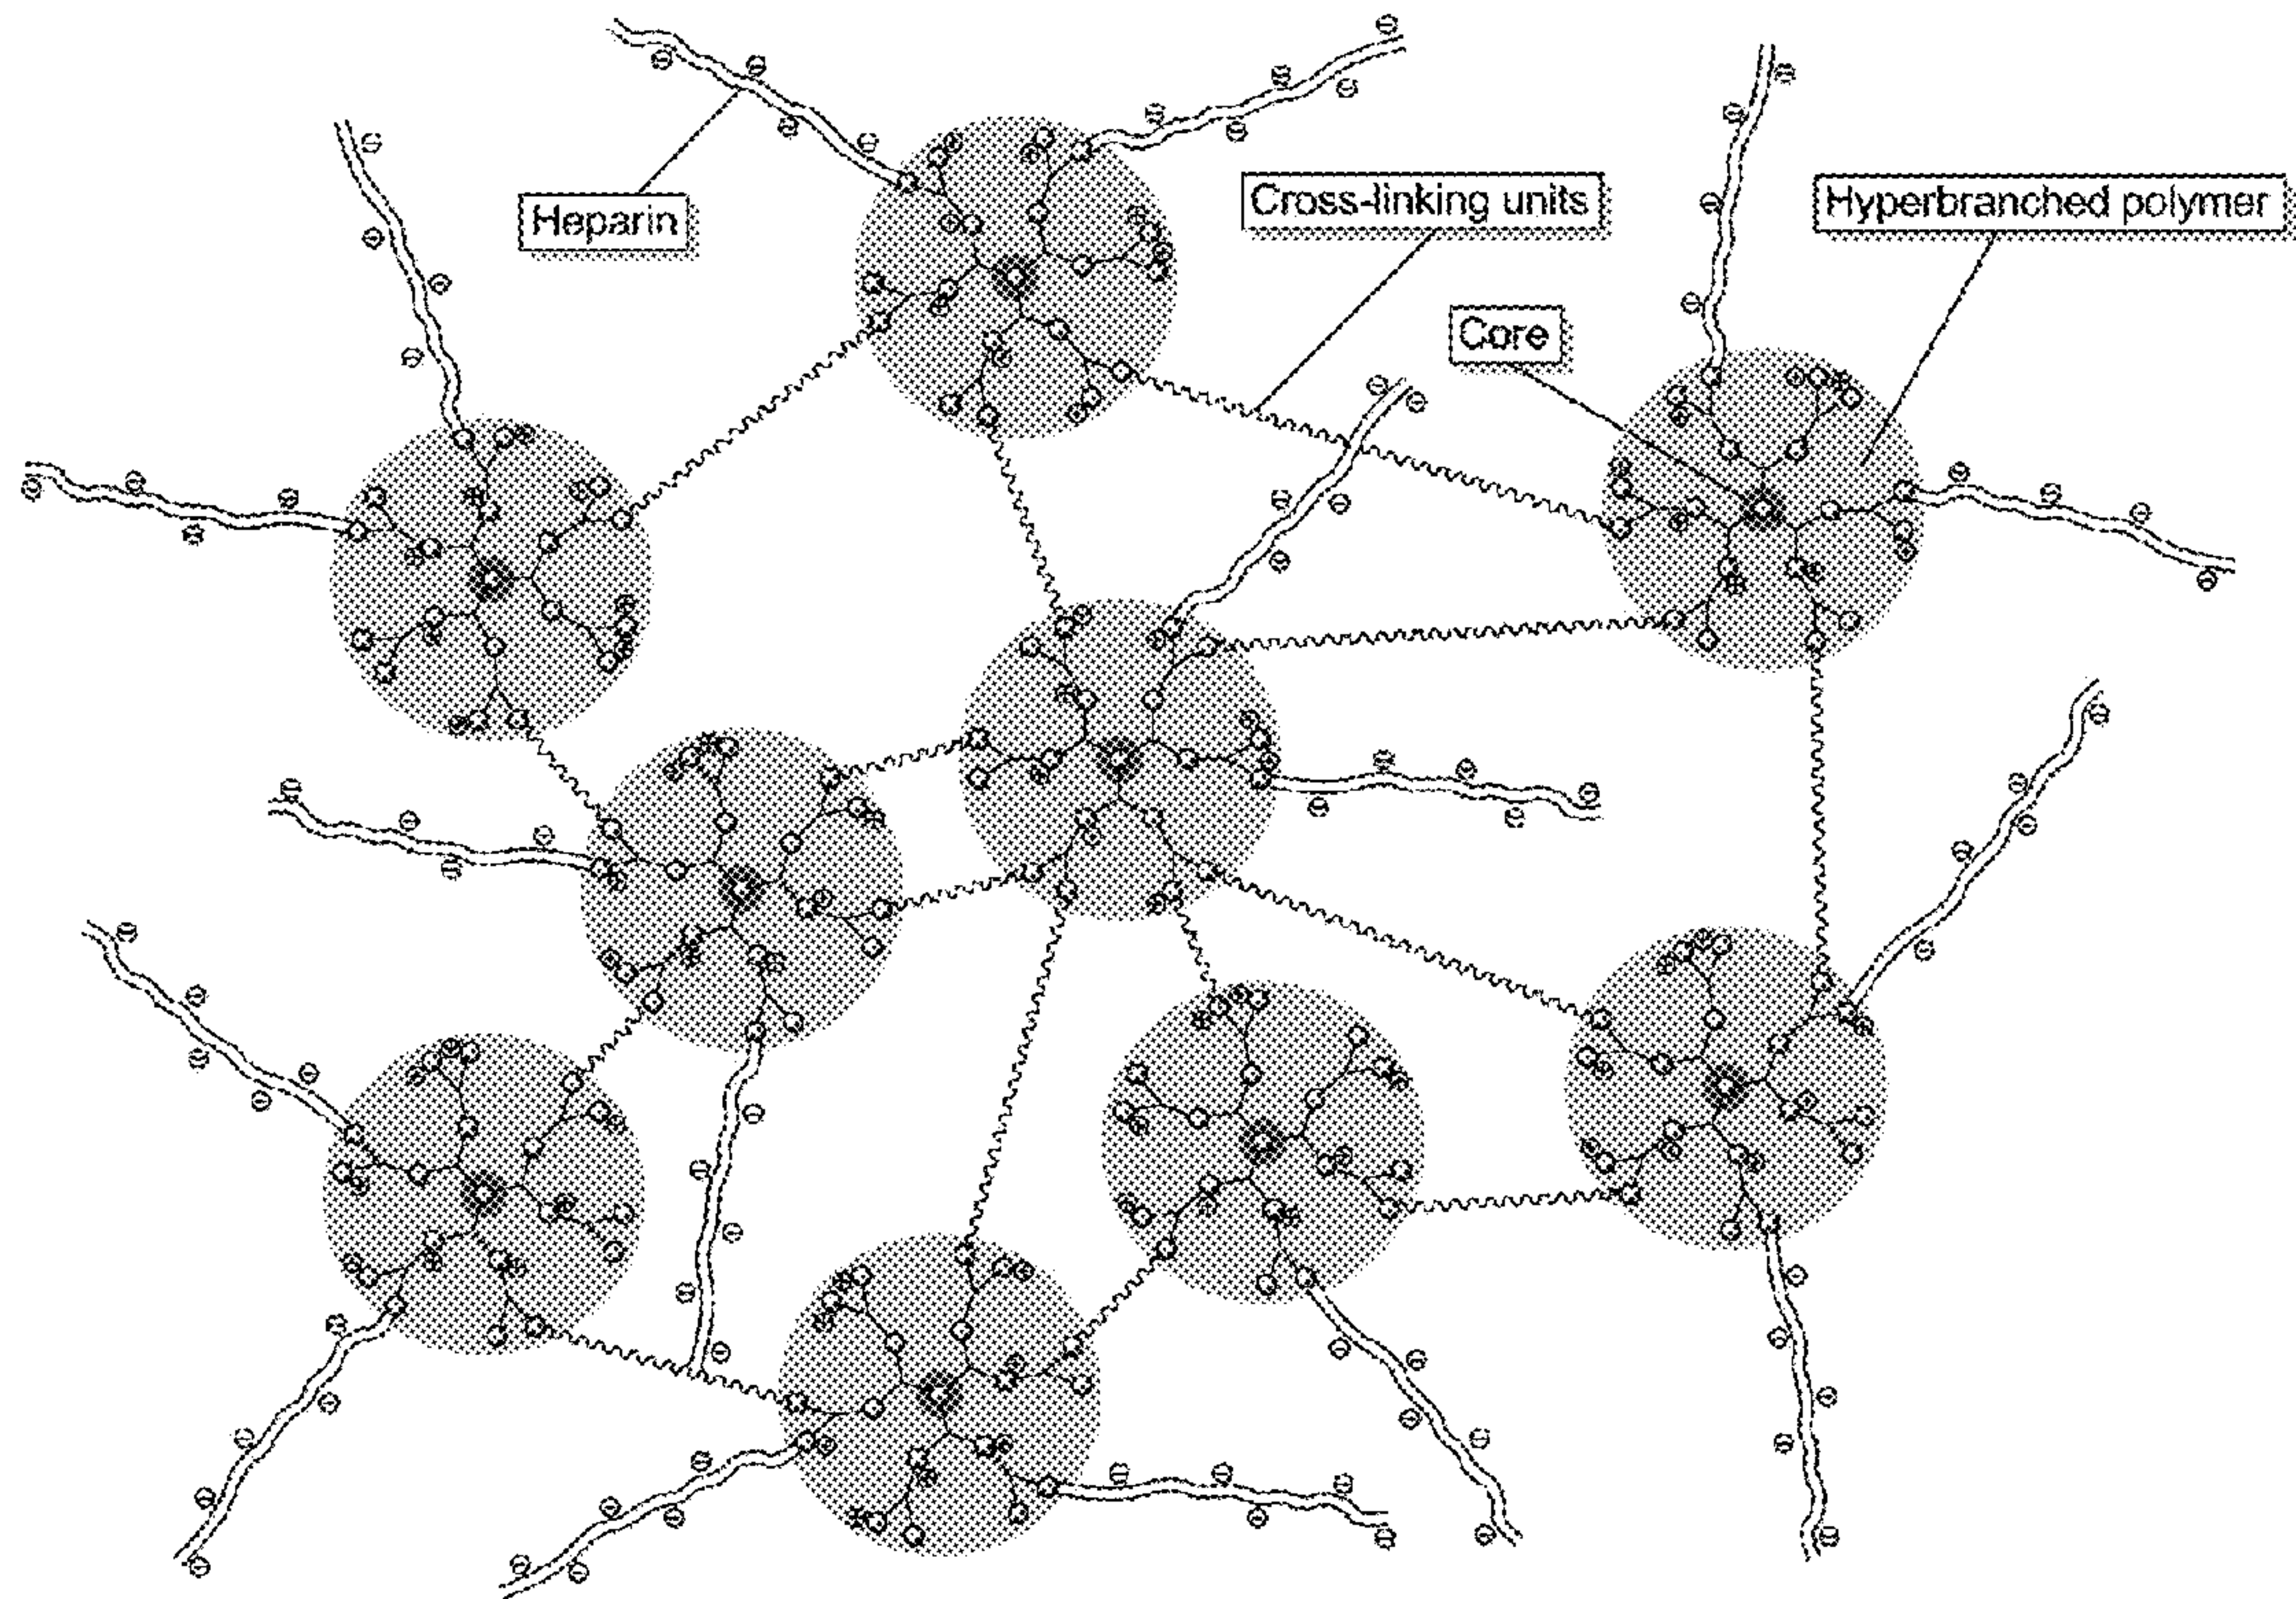 Heparin
Cross-linking units
Hyperbranched polymer
Core